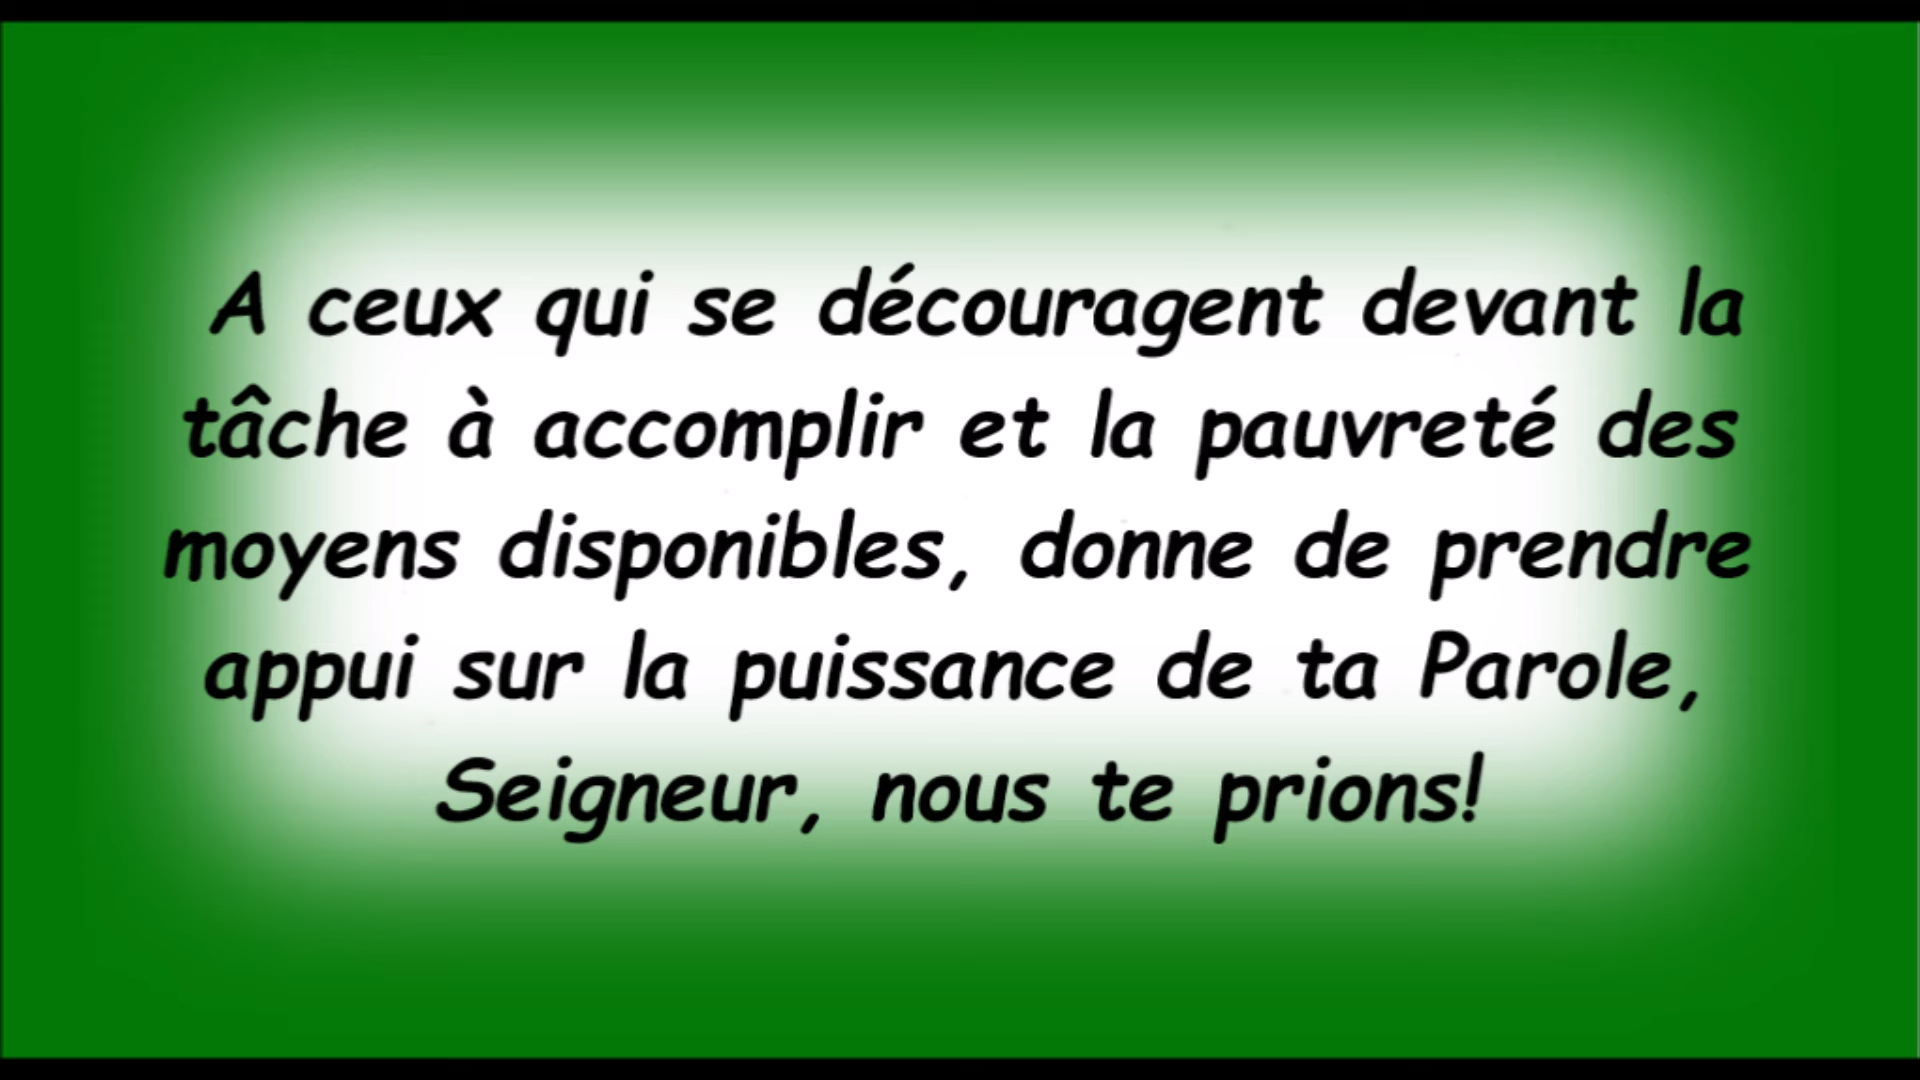 A ceux qui se découragent devant la
tâche à accomplir et la pauvreté des
moyens disponibles, donne de prendre
appui sur la puissance de ta Parole,
Seigneur, nous te prions!